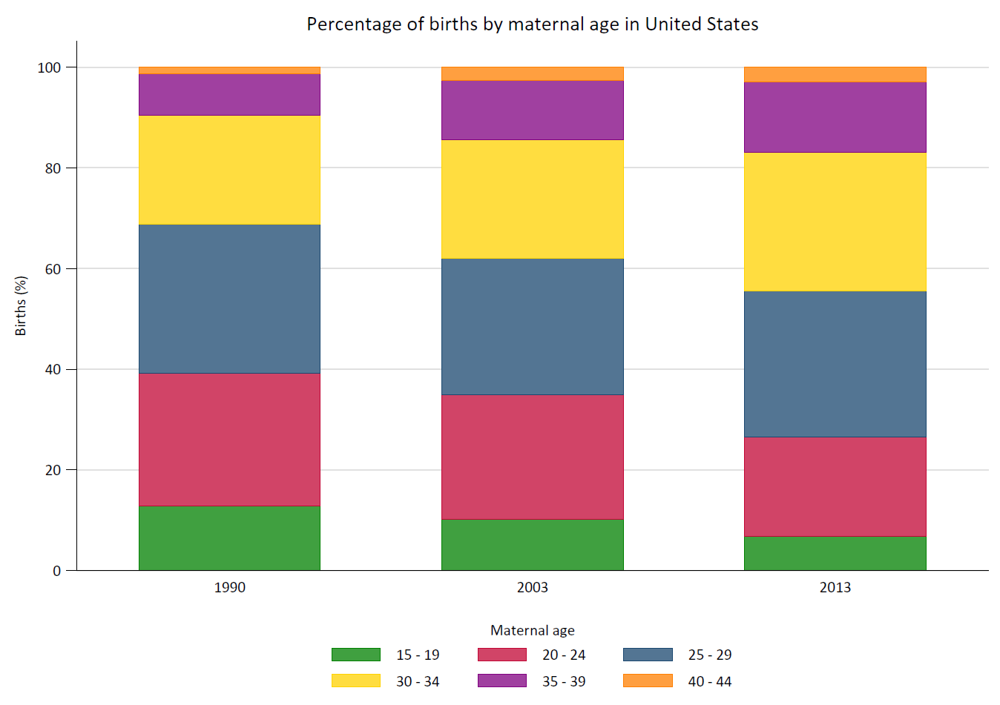 Percentage of births by maternal age in United States
Births (%)
100
80
60
40
20
0
1990 2003 2013
Maternal age
15 - 19 20 - 24 25 - 29
30 - 34 35 - 39 40 - 44